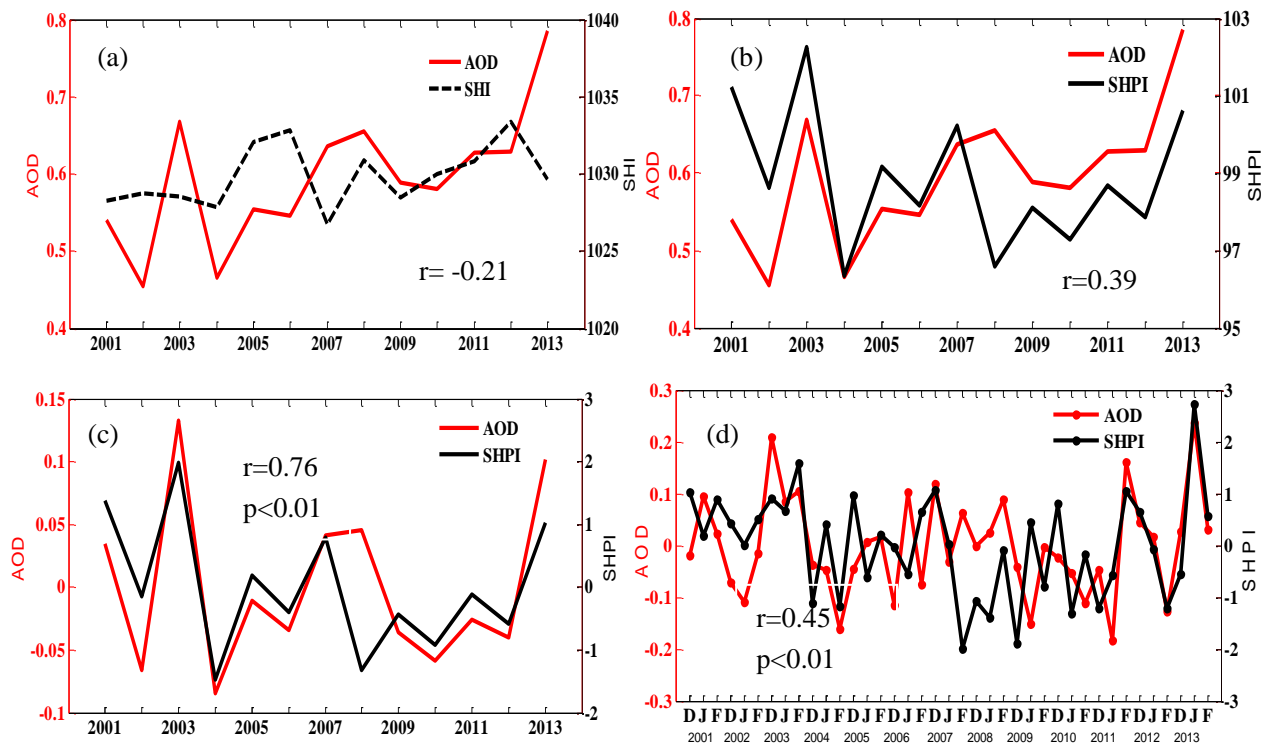 (a)
AOD
SHI
r= -0.21
0.8
0.7
0.6
0.5
0.4
AOD
1040
1035
1030
1025
1020
SHI
2001 2003 2005 2007 2009 2011 2013
(b)
AOD
SHPI
r=0.39
0.8
0.7
0.6
0.5
0.4
AOD
103
101
99
97
95
SHPI
2001 2003 2005 2007 2009 2011 2013
(c)
AOD
SHPI
r=0.76
p<0.01
0.15
0.1
0.05
0
-0.05
-0.1
AOD
3
2
1
0
-1
-2
SHPI
2001 2003 2005 2007 2009 2011 2013
(d)
AOD
SHPI
r=0.45
p<0.01
0.3
0.2
0.1
0
-0.1
-0.2
-0.3
A O D
3
2
1
0
-1
-2
-3
S H P I
D J F D J F D J F D J F D J F D J F D J F D J F D J F D J F D J F D J F D J F
2001 2002 2003 2004 2005 2006 2007 2008 2009 2010 2011 2012 2013